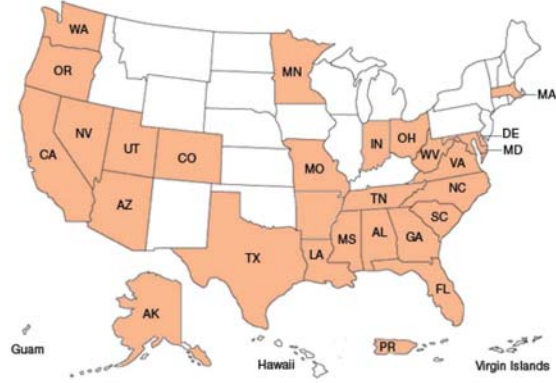 WA
OR
MN
MA
NV
UT
CO
CA
MO
IN
OH
WV
VA
DE
MD
AZ
TN
NC
SC
TX
LA
MS
AL
GA
FL
AK
PR
Guam
Hawaii
Virgin Islands